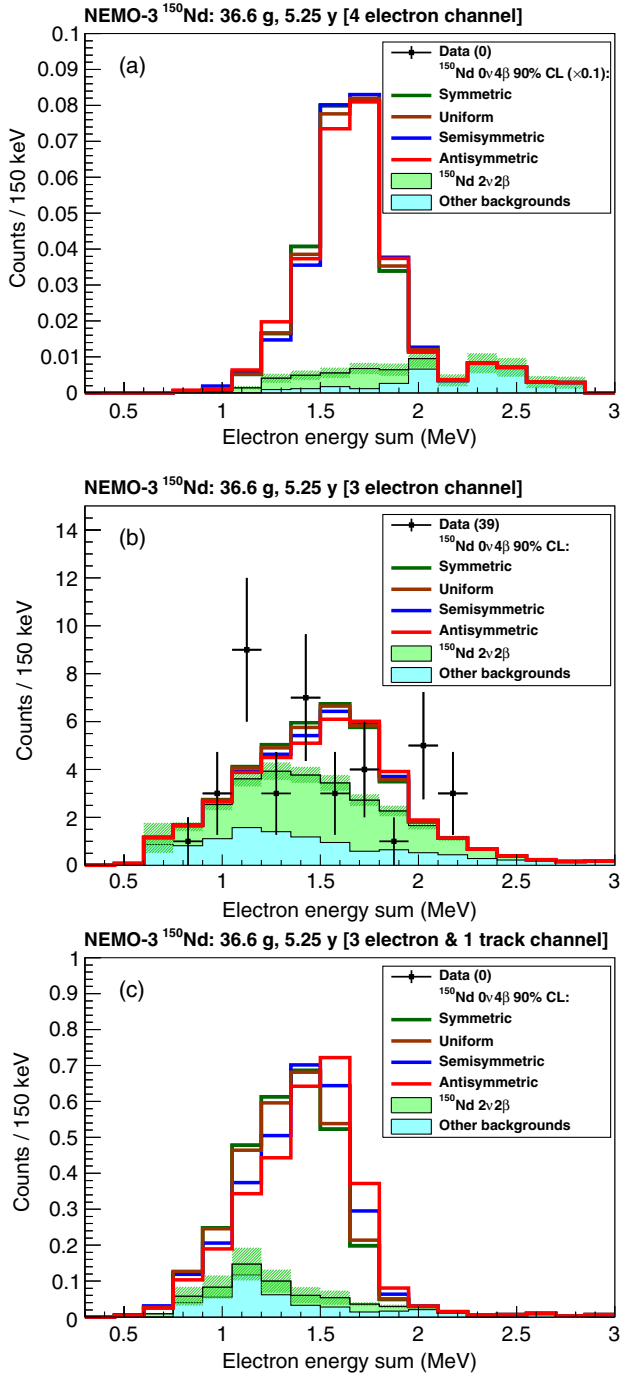 NEMO-3 ¹⁵⁰Nd: 36.6 g, 5.25 y [4 electron channel]
(a)
Data (0)
¹⁵⁰Nd 0ν4β 90% CL (×0.1):
Symmetric
Uniform
Semisymmetric
Antisymmetric
¹⁵⁰Nd 2ν2β
Other backgrounds
Counts / 150 keV
0.1
0.09
0.08
0.07
0.06
0.05
0.04
0.03
0.02
0.01
0
0.5 1 1.5 2 2.5 3
Electron energy sum (MeV)
NEMO-3 ¹⁵⁰Nd: 36.6 g, 5.25 y [3 electron channel]
(b)
Data (39)
¹⁵⁰Nd 0ν4β 90% CL:
Symmetric
Uniform
Semisymmetric
Antisymmetric
¹⁵⁰Nd 2ν2β
Other backgrounds
Counts / 150 keV
14
12
10
8
6
4
2
0
0.5 1 1.5 2 2.5 3
Electron energy sum (MeV)
NEMO-3 ¹⁵⁰Nd: 36.6 g, 5.25 y [3 electron & 1 track channel]
(c)
Data (0)
¹⁵⁰Nd 0ν4β 90% CL:
Symmetric
Uniform
Semisymmetric
Antisymmetric
¹⁵⁰Nd 2ν2β
Other backgrounds
Counts / 150 keV
1
0.9
0.8
0.7
0.6
0.5
0.4
0.3
0.2
0.1
0
0.5 1 1.5 2 2.5 3
Electron energy sum (MeV)